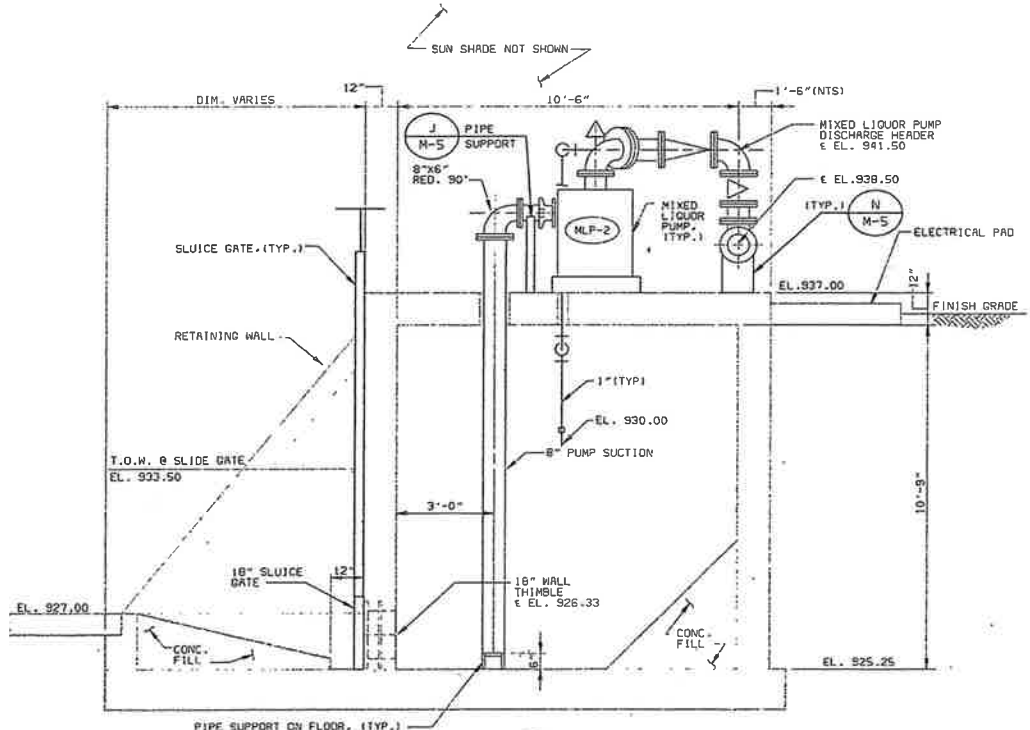 SUN SHADE NOT SHOWN
DIM. VARIES
12"
10'-6"
1'-6"(NTS)
J
M-5
PIPE
SUPPORT
8"X6"
RED. 90°
MIXED LIQUOR PUMP
DISCHARGE HEADER
℄ EL. 941.50
℄ EL.938.50
(TYP.)
N
M-5
MLP-2
MIXED
LIQUOR
PUMP.
(TYP.)
ELECTRICAL PAD
SLUICE GATE.(TYP.)
EL.937.00
12"
FINISH GRADE
RETAINING WALL
1"(TYP)
EL. 930.00
8" PUMP SUCTION
T.O.W. @ SLIDE GATE
EL. 933.50
3'-0"
10'-9"
18" SLUICE
GATE
12"
18" WALL
THIMBLE
℄ EL. 926.33
EL. 927.00
CONC.
FILL
6"
CONC.
FILL
EL. 925.25
PIPE SUPPORT ON FLOOR. (TYP.)